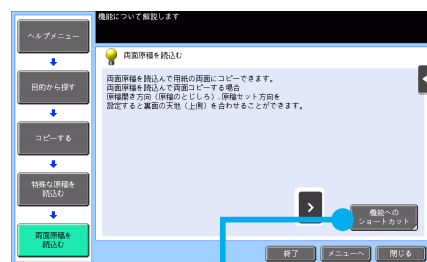 機能について解説します
ヘルプメニュー
目的から探す
コピーする
特殊な原稿を
読込む
両面原稿を
読込む
両面原稿を読込む
両面原稿を読込んで用紙の両面にコピーできます。
両面原稿を読込んで両面コピーする場合
原稿開き方向（原稿のとじしろ）.原稿セット方向を
設定すると裏面の天地（上側）を合わせることができます。
機能への
ショートカット
終了
メニューへ
閉じる